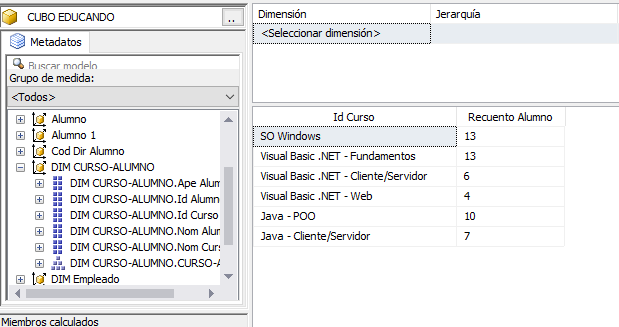 CUBO EDUCANDO
..
Metadatos
Buscar modelo
Grupo de medida:
<Todos>
Alumno
Alumno 1
Cod Dir Alumno
DIM CURSO-ALUMNO
DIM CURSO-ALUMNO.Ape Alum
DIM CURSO-ALUMNO.Id Alumn
DIM CURSO-ALUMNO.Id Curso
DIM CURSO-ALUMNO.Nom Alun
DIM CURSO-ALUMNO.Nom Curs
DIM CURSO-ALUMNO.CURSO-A
DIM Empleado
Miembros calculados
Dimensión Jerarquía
<Seleccionar dimensión>
Id Curso Recuento Alumno
SO Windows 13
Visual Basic .NET - Fundamentos 13
Visual Basic .NET - Cliente/Servidor 6
Visual Basic .NET - Web 4
Java - POO 10
Java - Cliente/Servidor 7